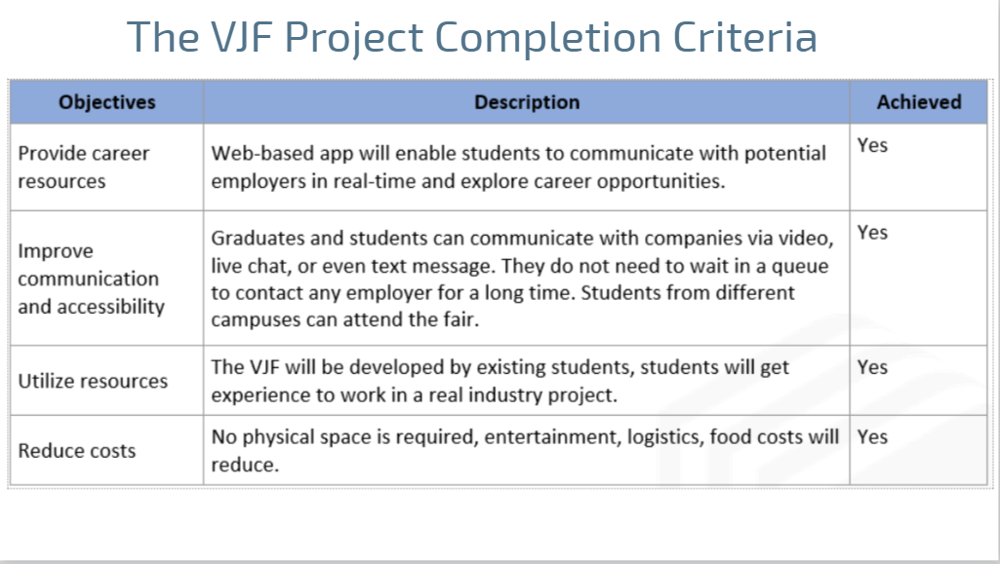 The VJF Project Completion Criteria
Objectives
Description
Achieved
Provide career
resources
Web-based app will enable students to communicate with potential
employers in real-time and explore career opportunities.
Yes
Improve
communication
and accessibility
Graduates and students can communicate with companies via video,
live chat, or even text message. They do not need to wait in a queue
to contact any employer for a long time. Students from different
campuses can attend the fair.
Yes
Utilize resources
The VJF will be developed by existing students, students will get
experience to work in a real industry project.
Yes
Reduce costs
No physical space is required, entertainment, logistics, food costs will
reduce.
Yes